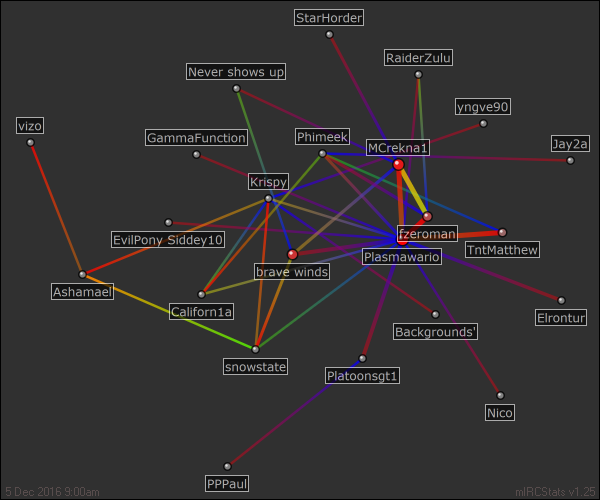 StarHorder
RaiderZulu
Never shows up
yngve90
vizo
GammaFunction
Phimeek
MCrekna1
Jay2a
Krispy
EvilPony Siddey10
fzeroman
TntMatthew
Plasmawario
brave winds
Ashamael
Californ1a
Elrontur
Backgrounds'
snowstate
Platoonsgt1
Nico
PPPaul
5 Dec 2016 9:00am
mIRCStats v1.25